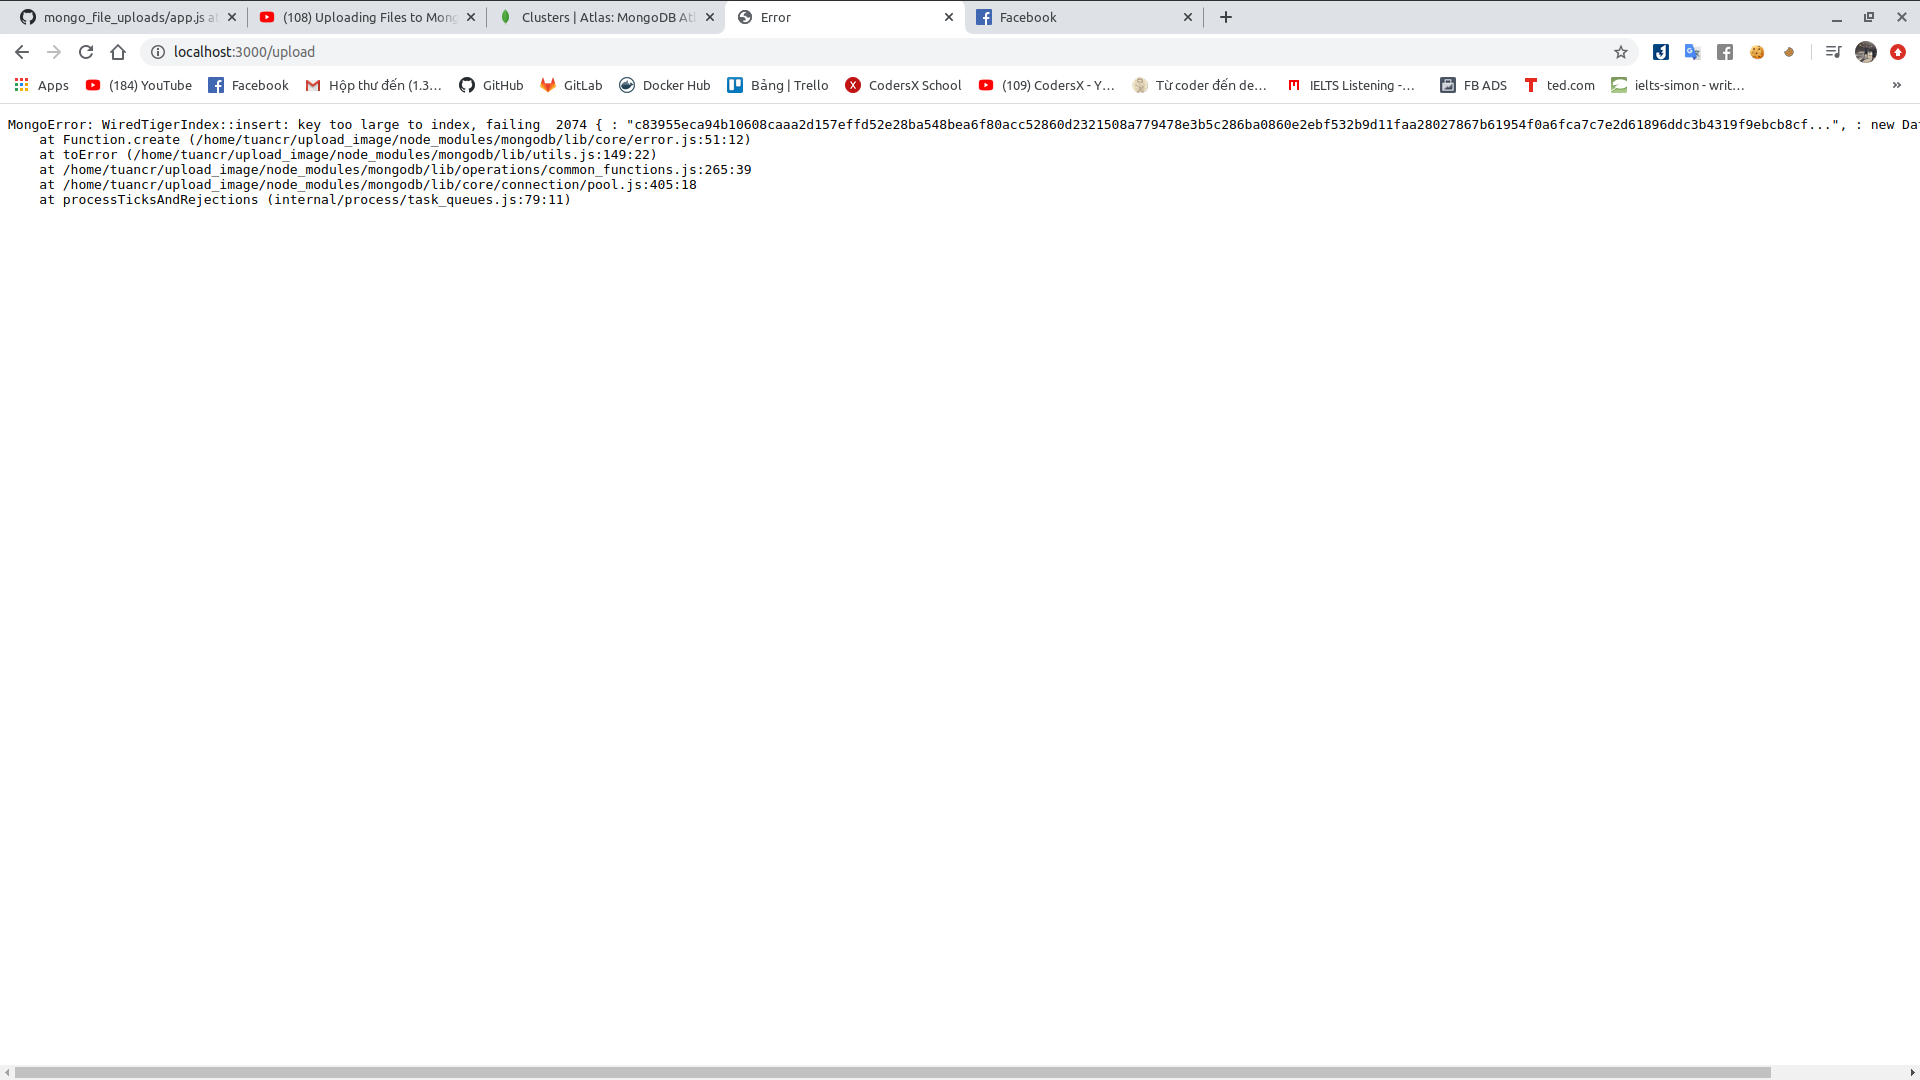 mongo_file_uploads/app.js at
(108) Uploading Files to Mong
Clusters | Atlas: MongoDB Atl
Error
Facebook
localhost:3000/upload
Apps
(184) YouTube
Facebook
Hộp thư đến (1.3…
GitHub
GitLab
Docker Hub
Bảng | Trello
CodersX School
(109) CodersX - Y…
Từ coder đến de…
IELTS Listening -…
FB ADS
ted.com
ielts-simon - writ…
»
MongoError: WiredTigerIndex::insert: key too large to index, failing  2074 { : "c83955eca94b10608caaa2d157effd52e28ba548bea6f80acc52860d2321508a779478e3b5c286ba0860e2ebf532b9d11faa28027867b61954f0a6fca7c7e2d61896ddc3b4319f9ebcb8cf...", : new Da
at Function.create (/home/tuancr/upload_image/node_modules/mongodb/lib/core/error.js:51:12)
at toError (/home/tuancr/upload_image/node_modules/mongodb/lib/utils.js:149:22)
at /home/tuancr/upload_image/node_modules/mongodb/lib/operations/common_functions.js:265:39
at /home/tuancr/upload_image/node_modules/mongodb/lib/core/connection/pool.js:405:18
at processTicksAndRejections (internal/process/task_queues.js:79:11)